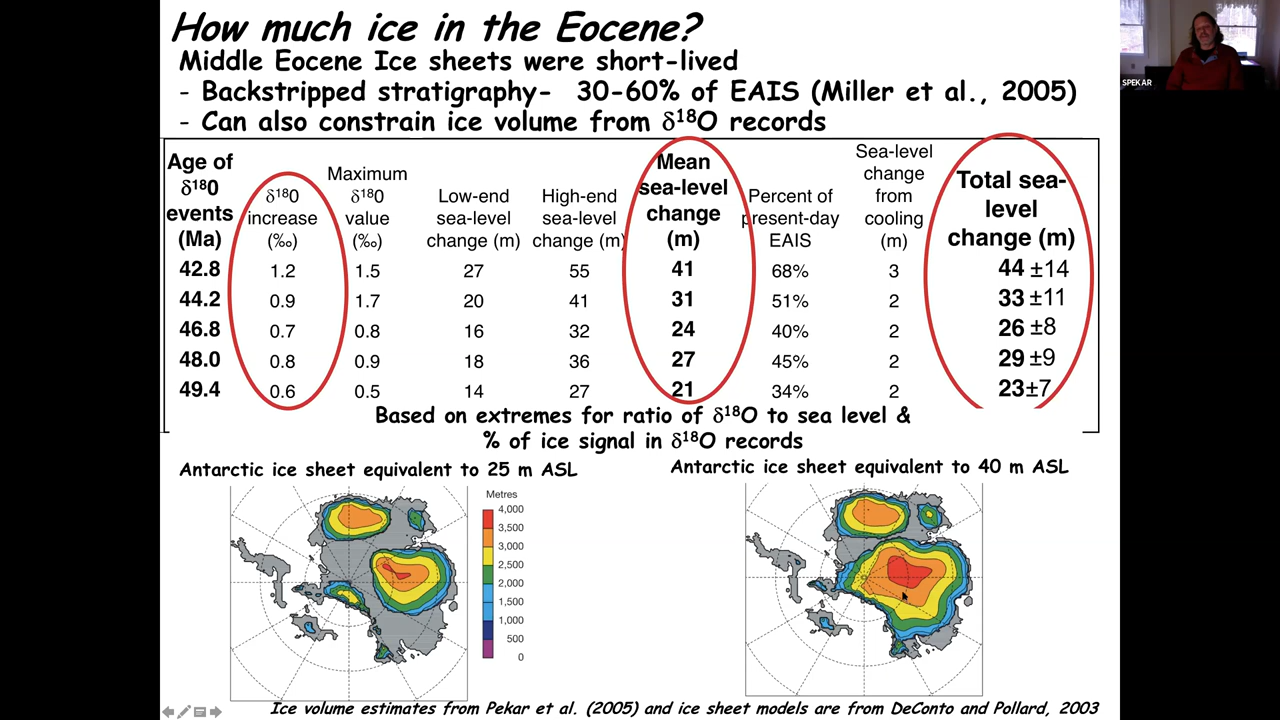 How much ice in the Eocene?
Middle Eocene Ice sheets were short-lived
- Backstripped stratigraphy- 30-60% of EAIS (Miller et al., 2005)
- Can also constrain ice volume from δ¹⁸O records
Age of δ¹⁸0 events (Ma)
δ¹⁸0 increase (‰)
Maximum δ¹⁸0 value (‰)
Low-end sea-level change (m)
High-end sea-level change (m)
Mean sea-level change (m)
Percent of present-day EAIS
Sea-level change from cooling (m)
Total sea-level change (m)
42.8 1.2 1.5 27 55 41 68% 3 44 ±14
44.2 0.9 1.7 20 41 31 51% 2 33 ±11
46.8 0.7 0.8 16 32 24 40% 2 26 ±8
48.0 0.8 0.9 18 36 27 45% 2 29 ±9
49.4 0.6 0.5 14 27 21 34% 2 23±7
Based on extremes for ratio of δ¹⁸O to sea level &
% of ice signal in δ¹⁸O records
Antarctic ice sheet equivalent to 25 m ASL
Antarctic ice sheet equivalent to 40 m ASL
Metres
4,000
3,500
3,000
2,500
2,000
1,500
1,000
500
0
Ice volume estimates from Pekar et al. (2005) and ice sheet models are from DeConto and Pollard, 2003
SPEKAR